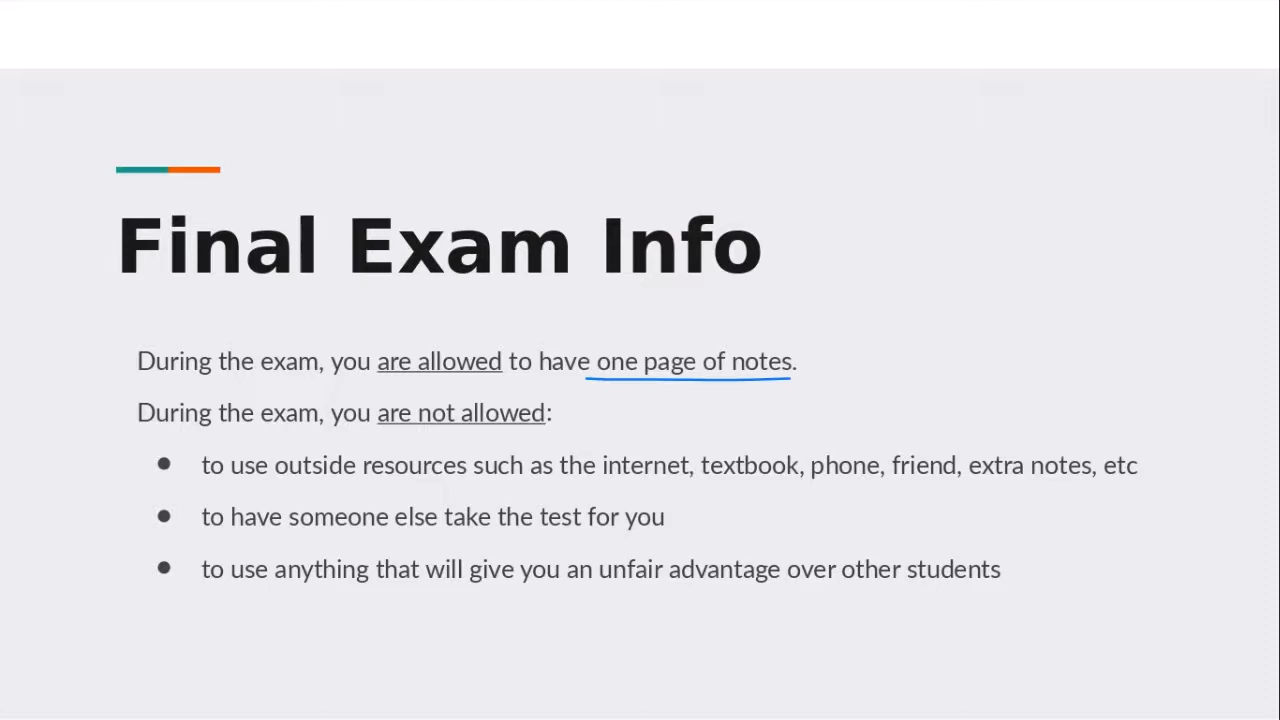 Final Exam Info
During the exam, you are allowed to have one page of notes.
During the exam, you are not allowed:
● to use outside resources such as the internet, textbook, phone, friend, extra notes, etc
● to have someone else take the test for you
● to use anything that will give you an unfair advantage over other students